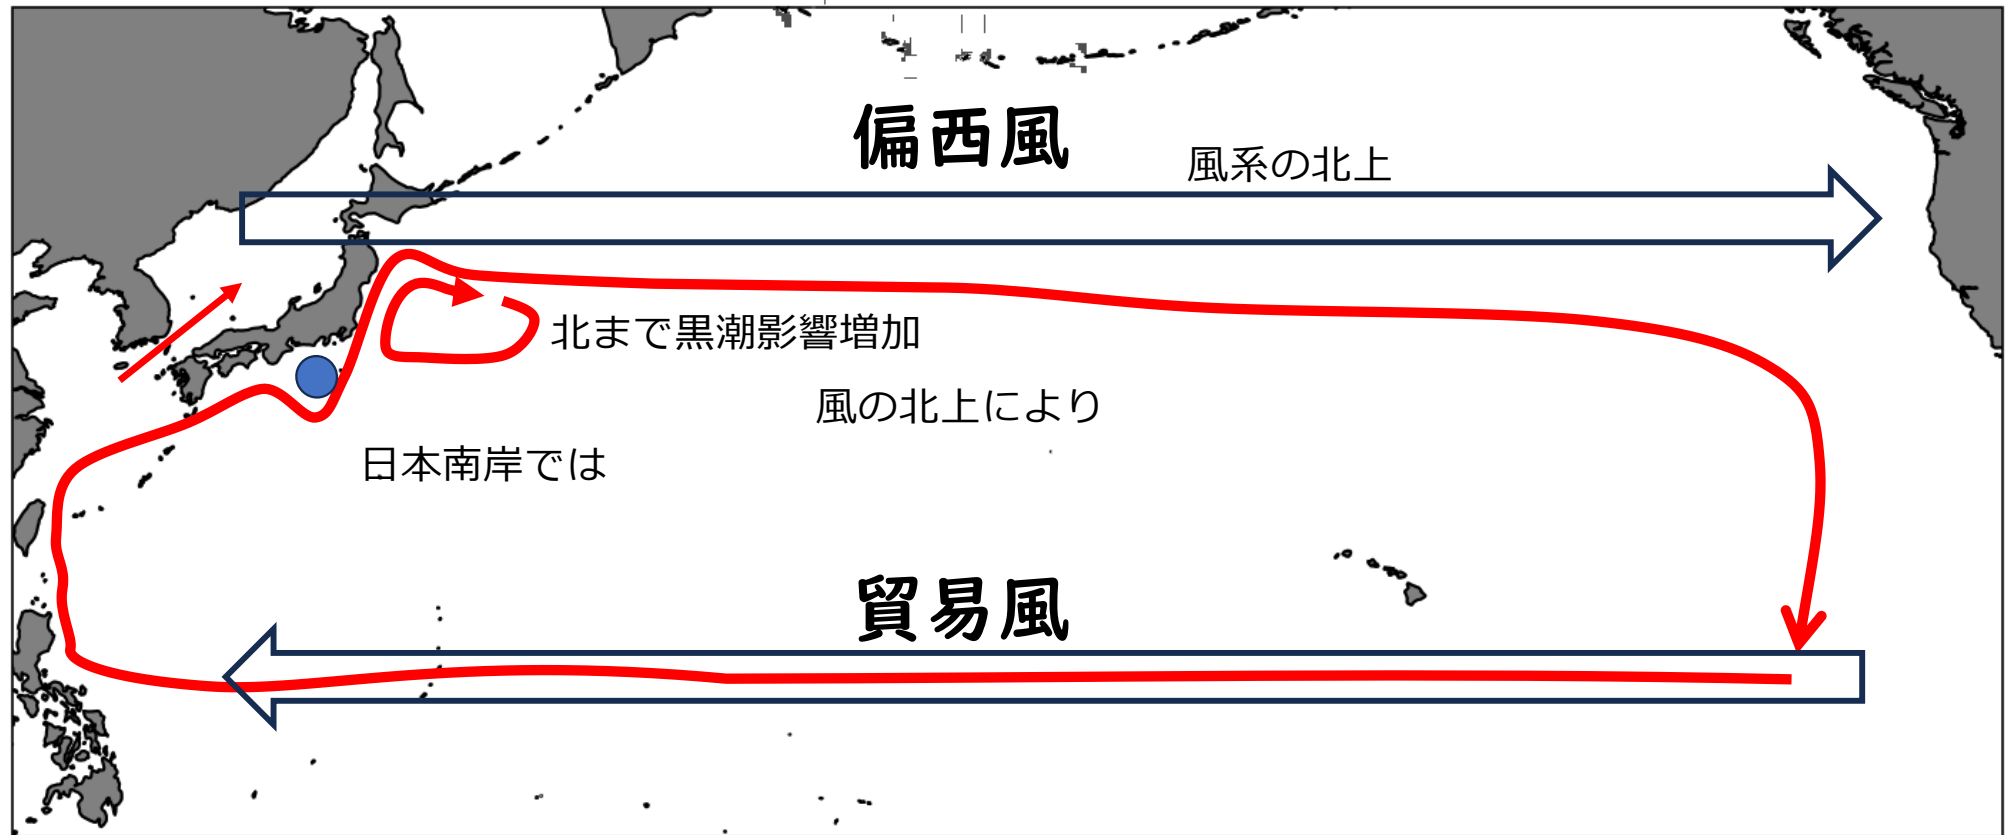 偏西風
風系の北上
北まで黒潮影響増加
風の北上により
日本南岸では
貿易風